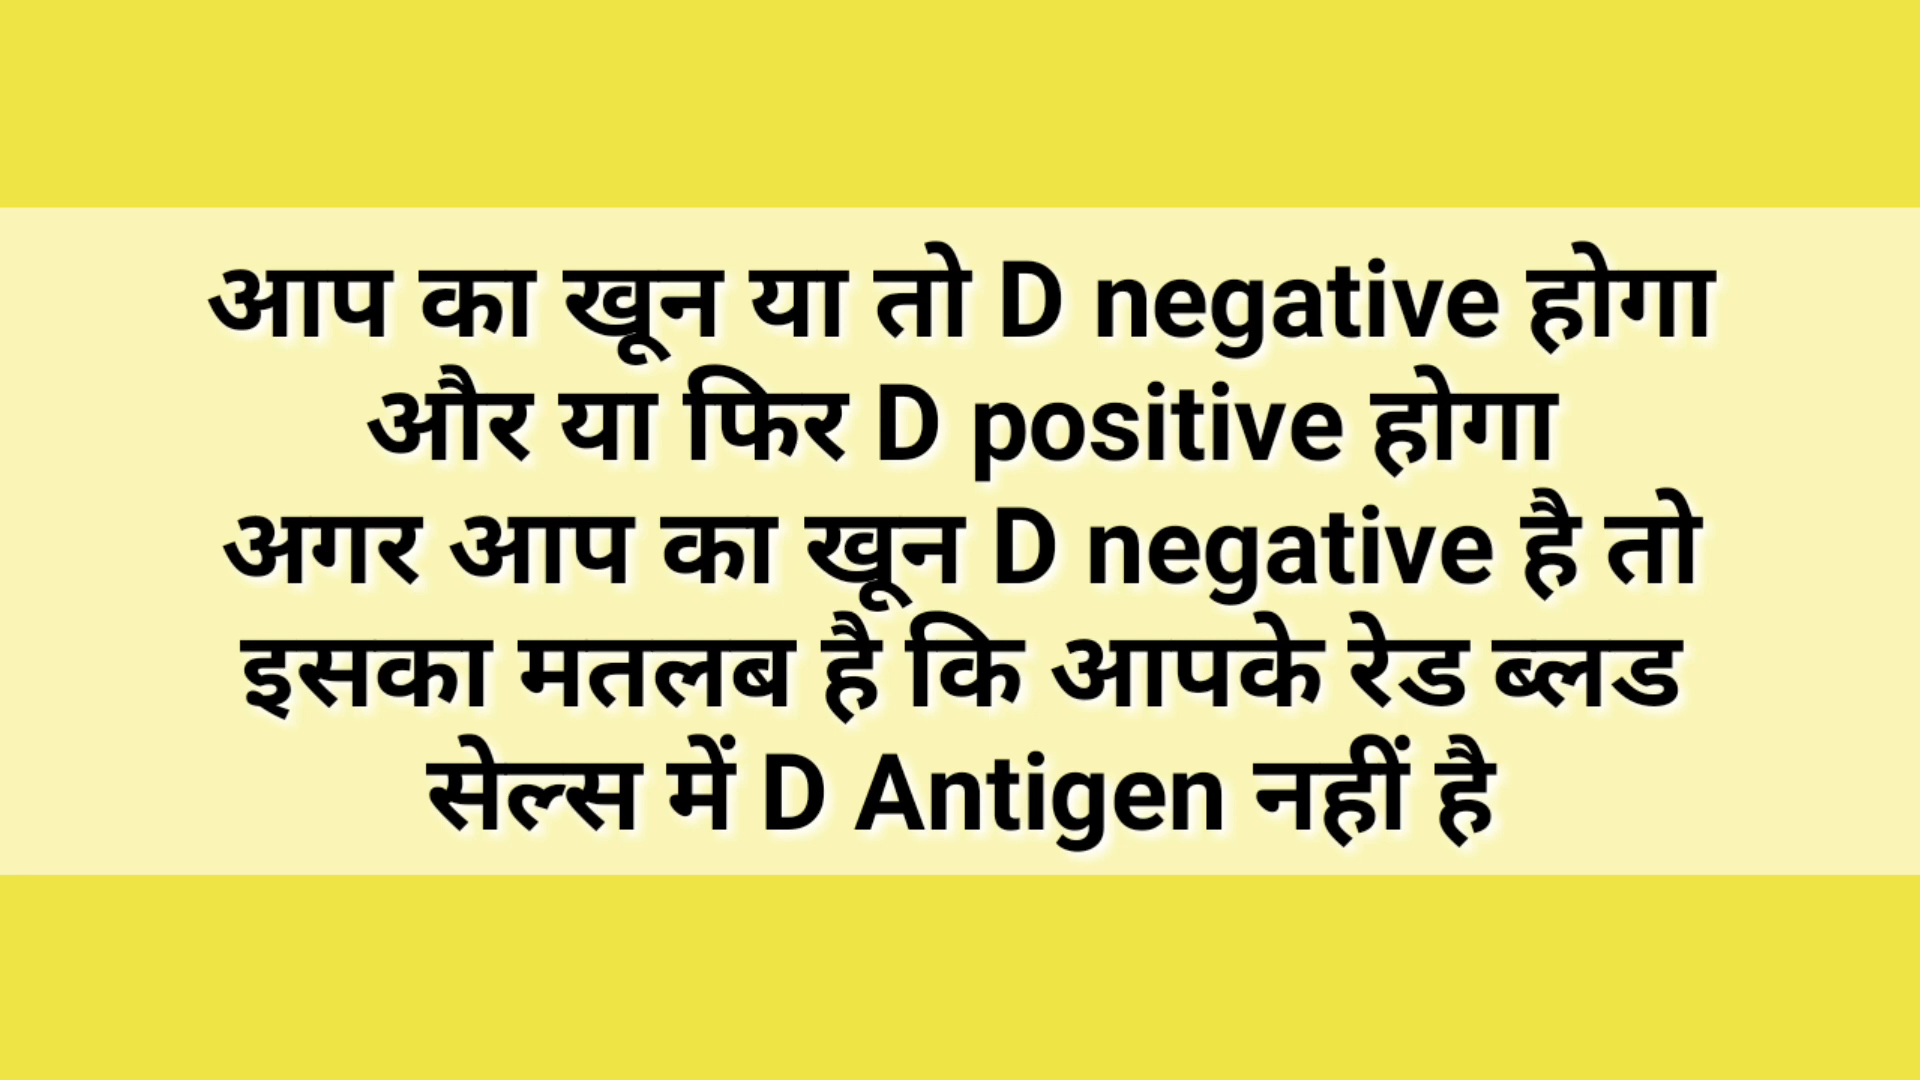 आप का खून या तो D negative होगा
और या फिर D positive होगा
अगर आप का खून D negative है तो
इसका मतलब है कि आपके रेड ब्लड
सेल्स में D Antigen नहीं है